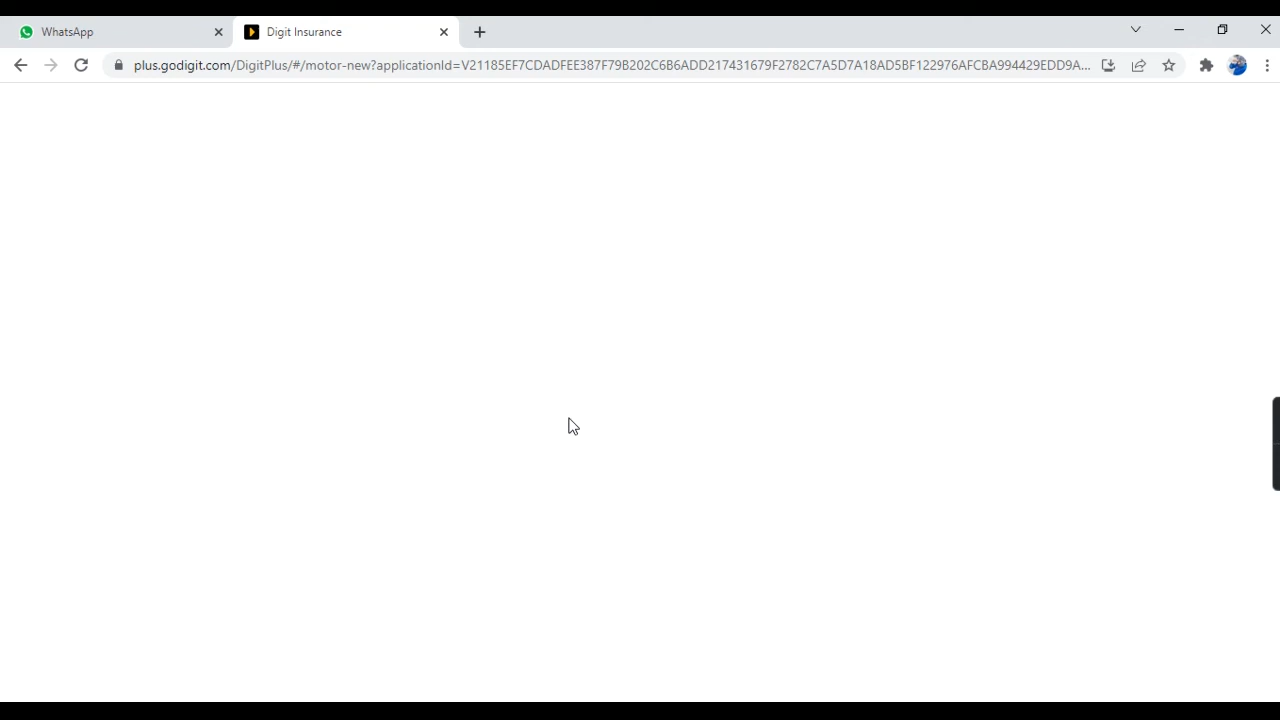 WhatsApp
Digit Insurance
plus.godigit.com/DigitPlus/#/motor-new?applicationId=V21185EF7CDADFEE387F79B202C6B6ADD217431679F2782C7A5D7A18AD5BF122976AFCBA994429EDD9A...